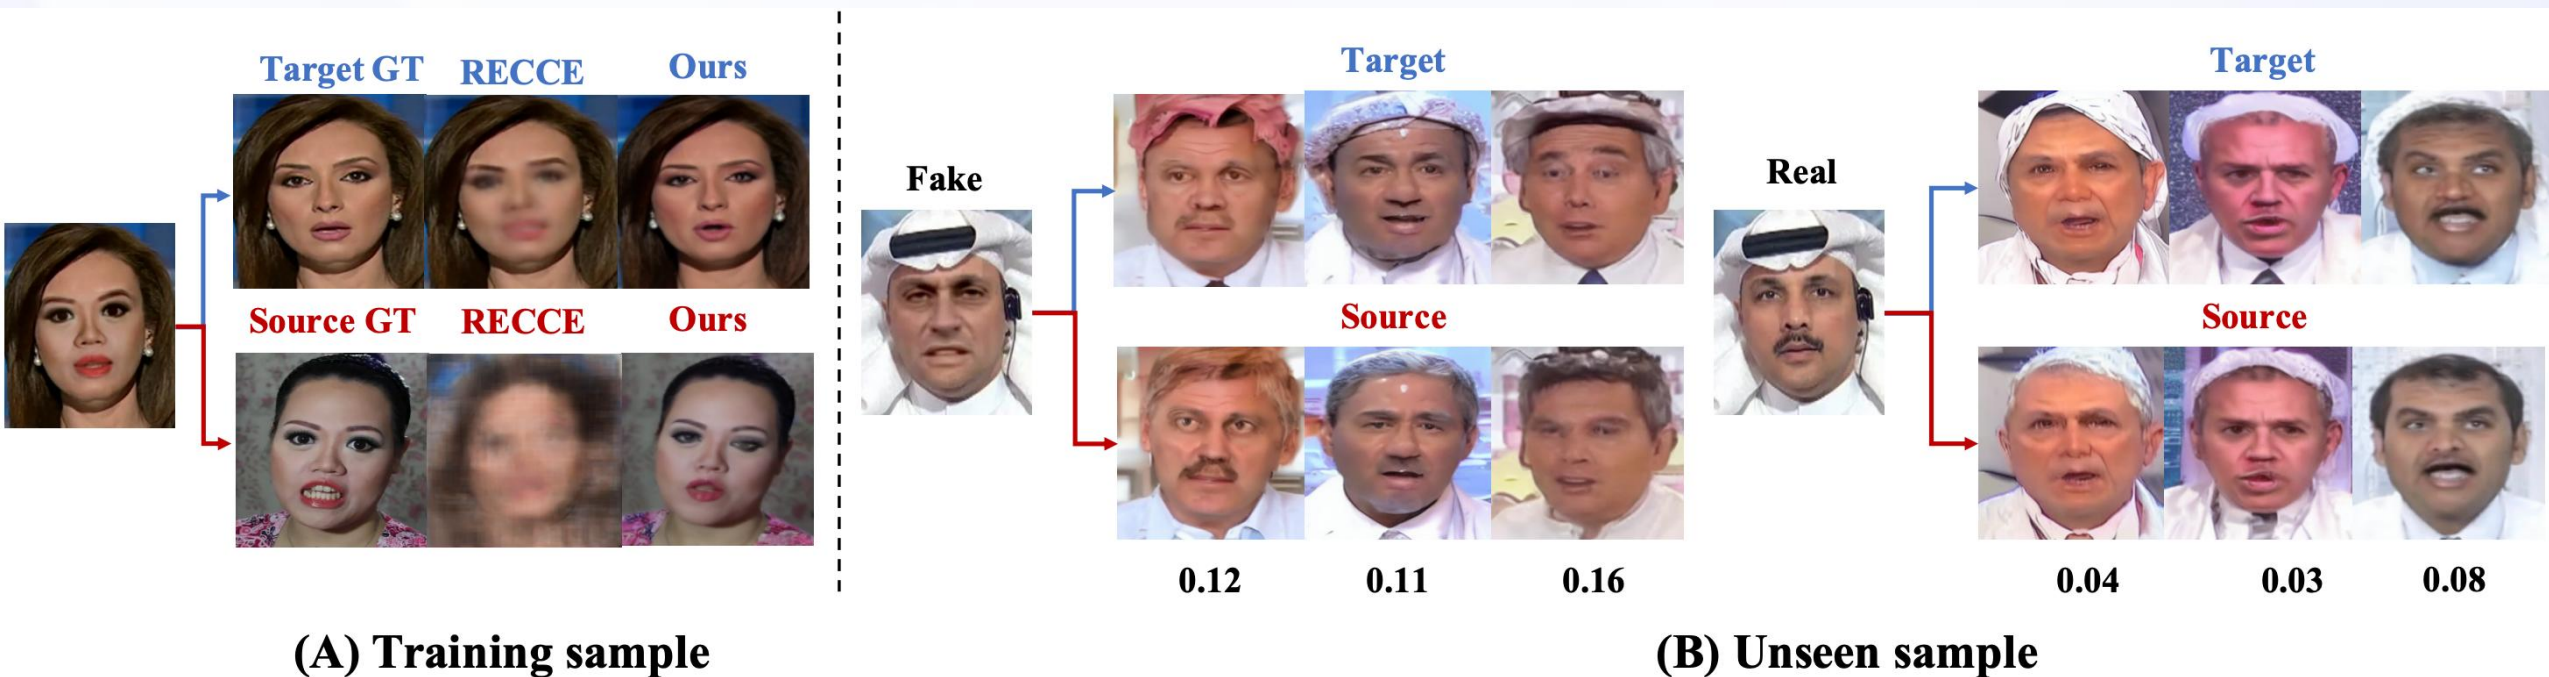 Target GT RECCE Ours
Source GT RECCE Ours
(A) Training sample
Fake
Target
Source
0.12 0.11 0.16
Real
Target
Source
0.04 0.03 0.08
(B) Unseen sample